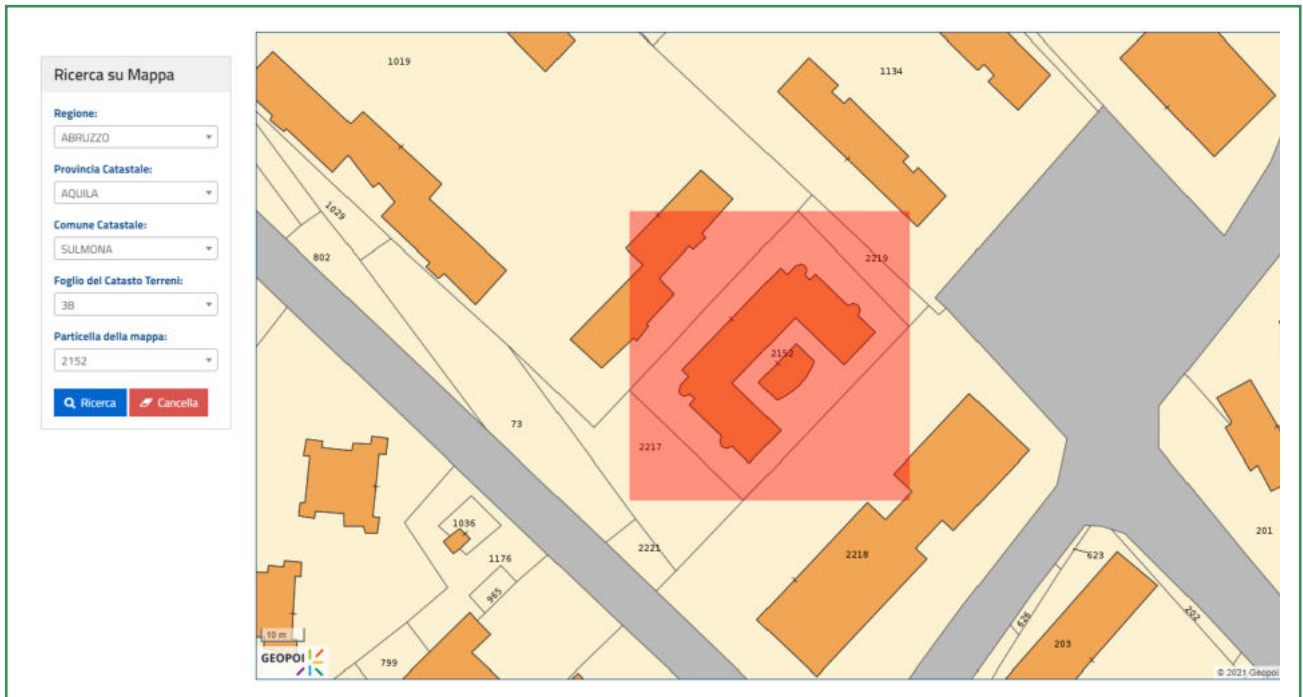 Ricerca su Mappa
Regione:
ABRUZZO
Provincia Catastale:
AQUILA
Comune Catastale:
SULMONA
Foglio del Catasto Terreni:
38
Particella della mappa:
2152
Ricerca
Cancella
1019
1134
1029
802
2219
2152
73
2217
1036
1176
2221
2218
201
623
965
626
202
799
203
10 m
GEOPOI
© 2021 Geopoi